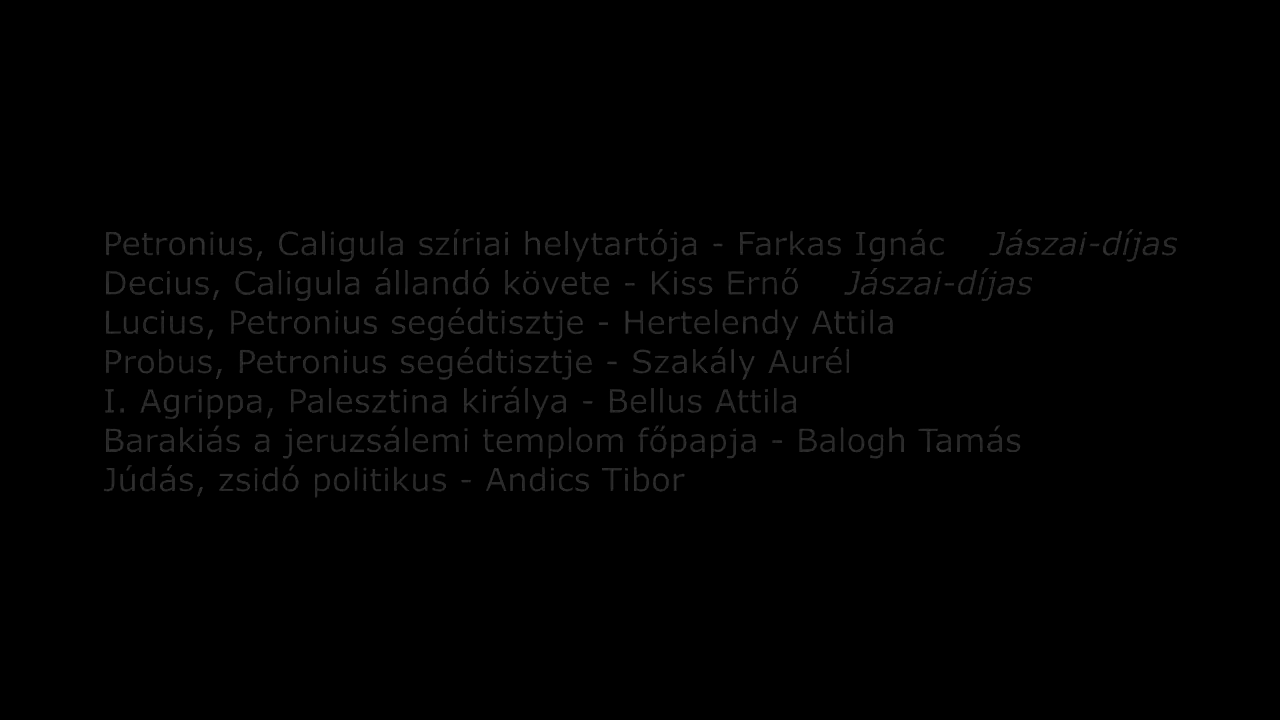 Petronius, Caligula szíriai helytartója - Farkas Ignác Jászai-díjas
Decius, Caligula állandó követe - Kiss Ernő Jászai-díjas
Lucius, Petronius segédtisztje - Hertelendy Attila
Probus, Petronius segédtisztje - Szakály Aurél
I. Agrippa, Palesztina királya - Bellus Attila
Barakiás a jeruzsálemi templom főpapja - Balogh Tamás
Júdás, zsidó politikus - Andics Tibor